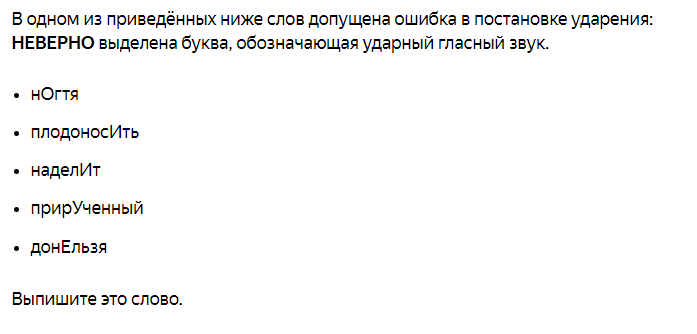 В одном из приведённых ниже слов допущена ошибка в постановке ударения:
НЕВЕРНО выделена буква, обозначающая ударный гласный звук.
• нОгтя
• плодоносИть
• наделИт
• прирУченный
• донЕльзя
Выпишите это слово.